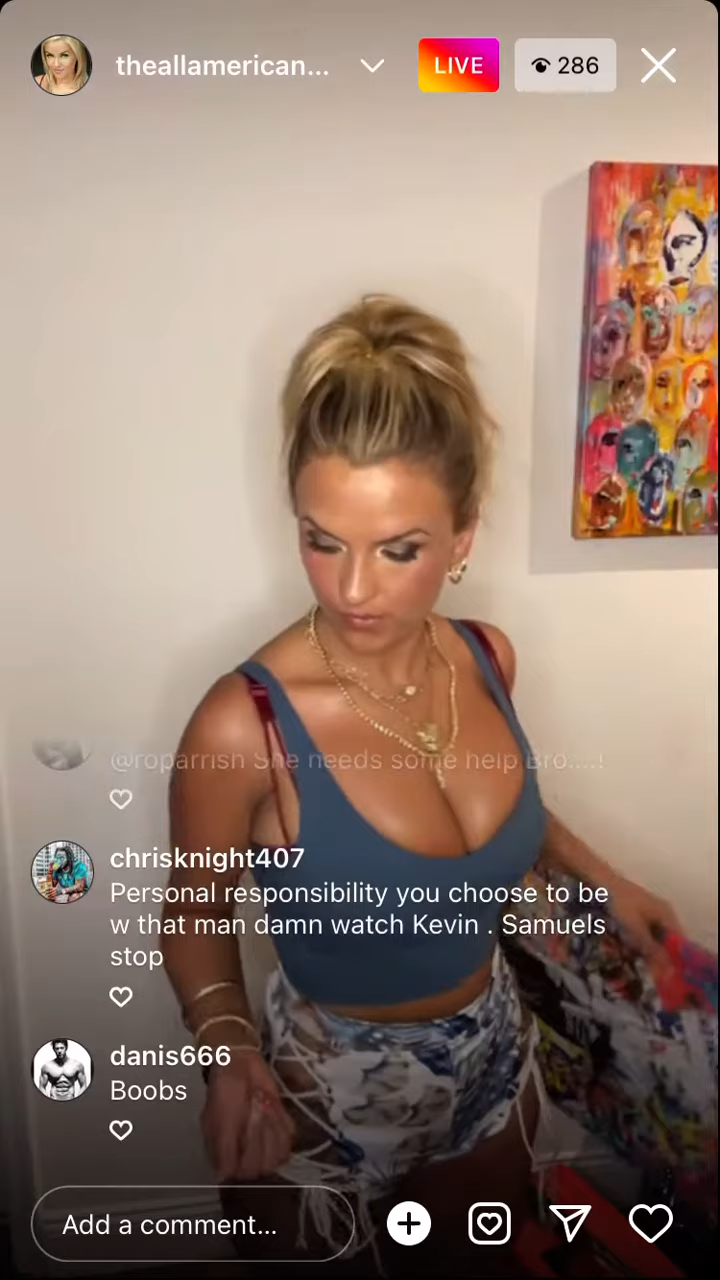 theallamerican...
LIVE
286
@roparrish She needs some help Bro....!
chrisknight407
Personal responsibility you choose to be
w that man damn watch Kevin . Samuels
stop
danis666
Boobs
Add a comment...